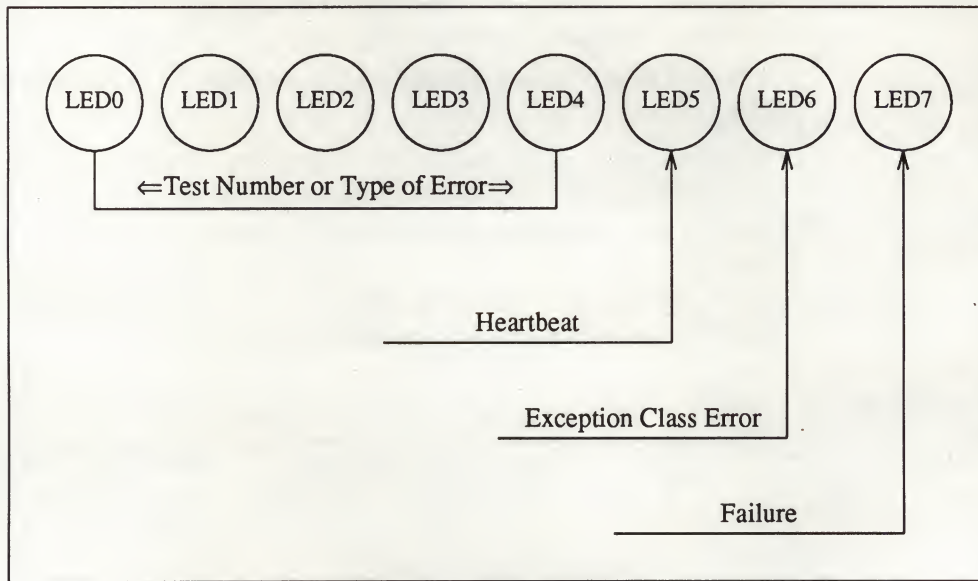 LED0 LED1 LED2 LED3 LED4 LED5 LED6 LED7
⇐Test Number or Type of Error⇒
Heartbeat
Exception Class Error
Failure